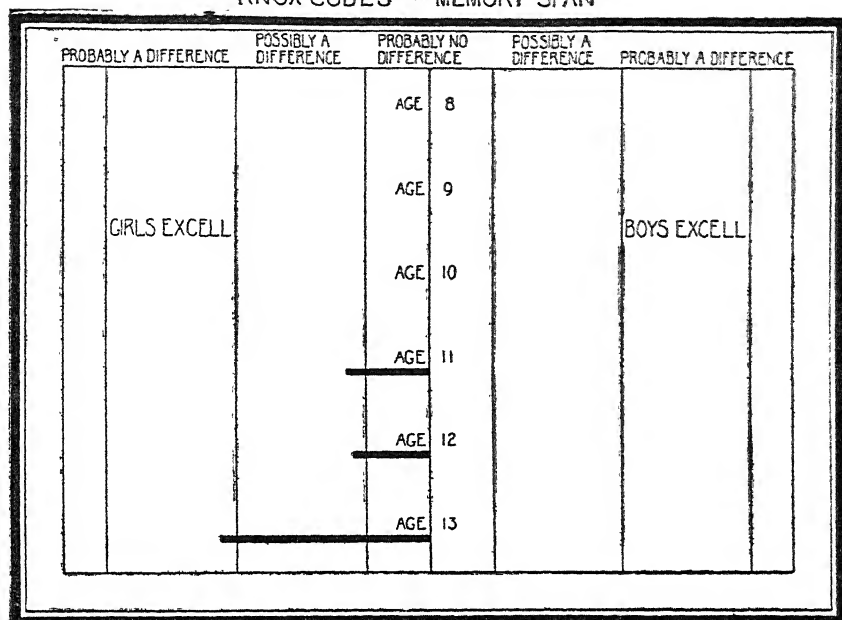 KNOX CUBES - MEMORY SPAN
PROBABLY A DIFFERENCE
POSSIBLY A
DIFFERENCE
PROBABLY NO
DIFFERENCE
POSSIBLY A
DIFFERENCE
PROBABLY A DIFFERENCE
AGE 8
AGE 9
GIRLS EXCELL
BOYS EXCELL
AGE 10
AGE 11
AGE 12
AGE 13